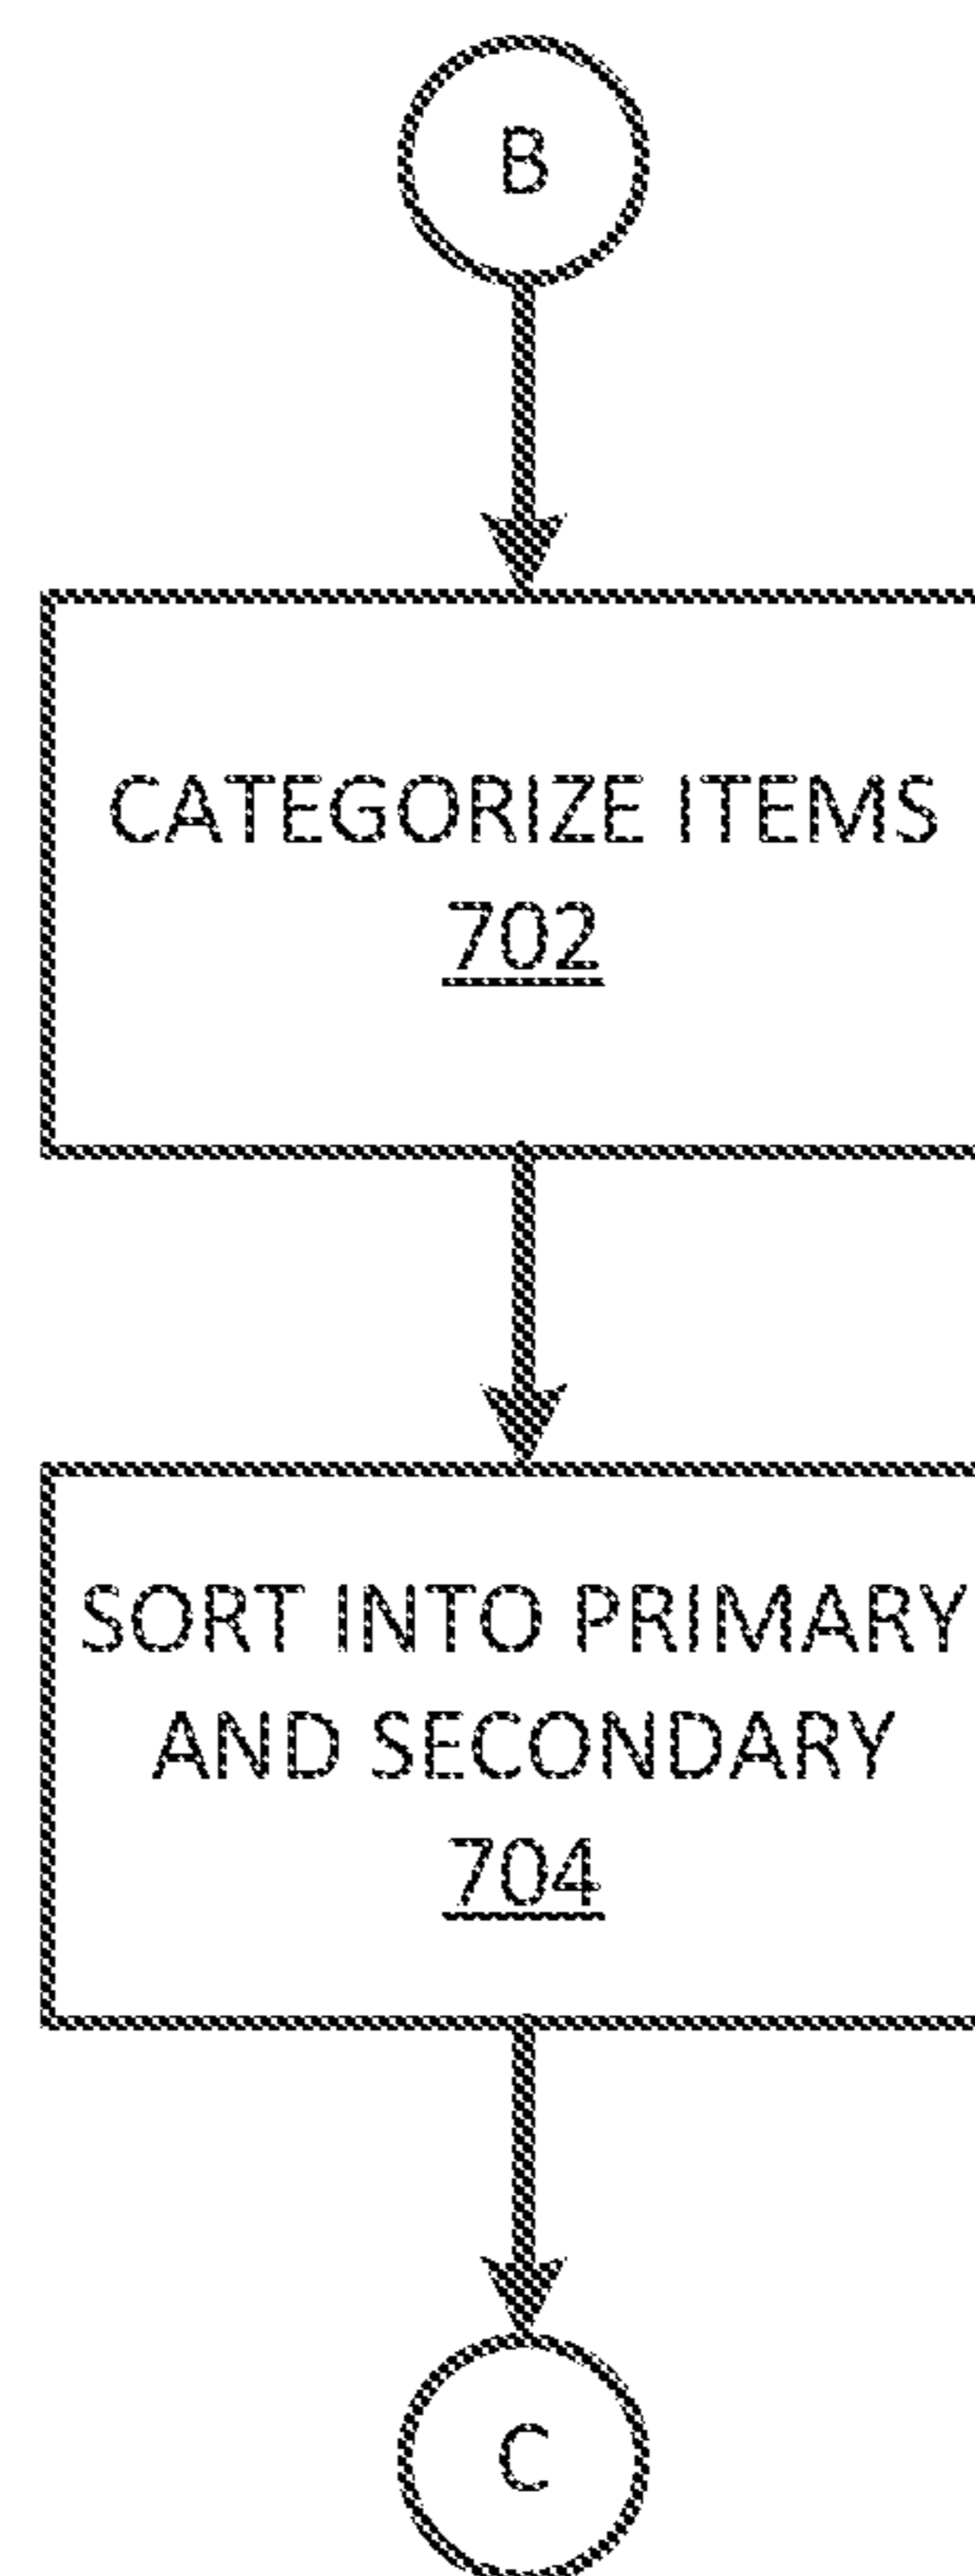 B
CATEGORIZE ITEMS
702
SORT INTO PRIMARY
AND SECONDARY
704
C